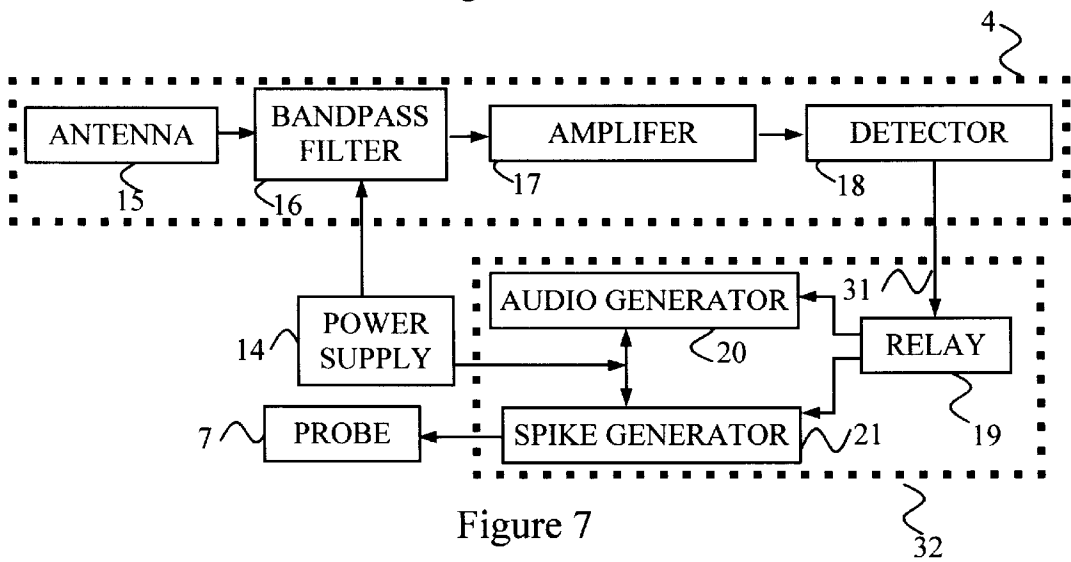 4
ANTENNA
BANDPASS
FILTER
AMPLIFER
DETECTOR
15
16
17
18
31
AUDIO GENERATOR
20
RELAY
19
14
POWER
SUPPLY
7
PROBE
SPIKE GENERATOR
21
32
Figure 7